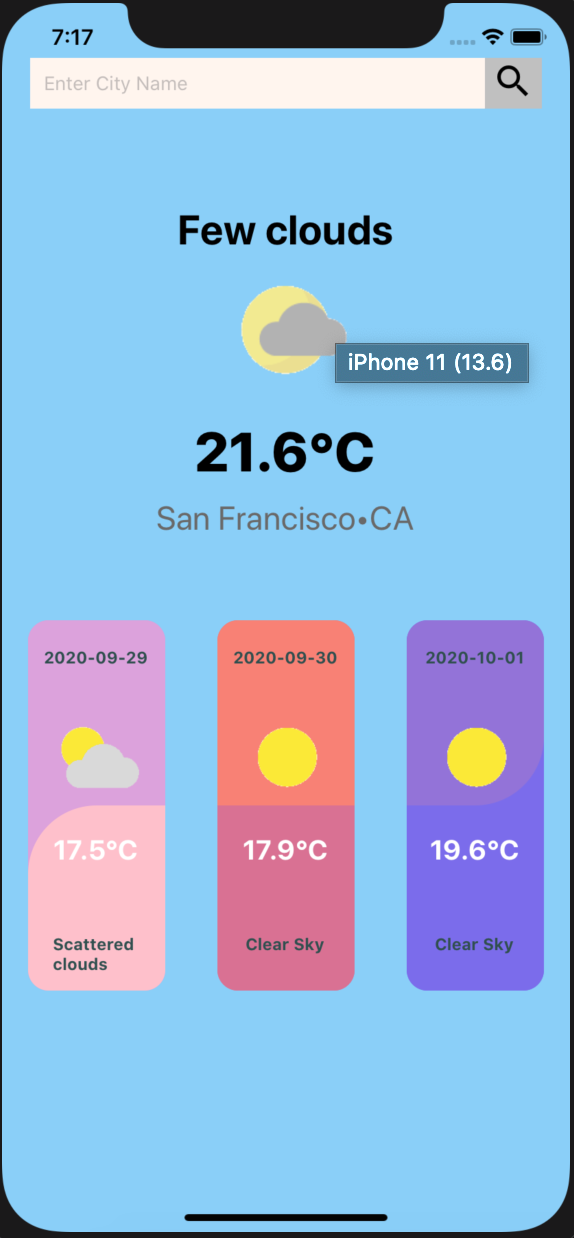 7:17
Enter City Name
Few clouds
iPhone 11 (13.6)
21.6°C
San Francisco•CA
2020-09-29
2020-09-30
2020-10-01
17.5°C
17.9°C
19.6°C
Scattered
clouds
Clear Sky
Clear Sky